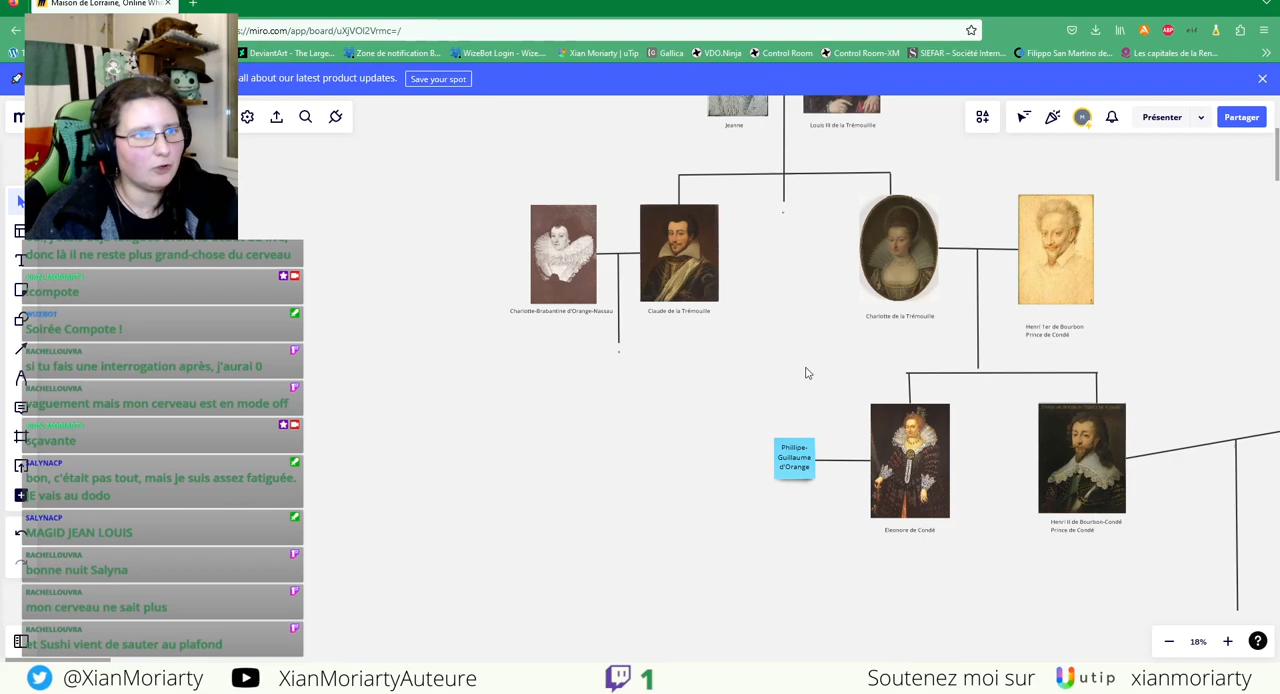 Maison de Lorraine, Online Whi
s://miro.com/app/board/uXjVOl2Vrmc=/
DeviantArt - The Large...
Zone de notification B...
WizeBot Login - Wize...
Xian Moriarty | uTip
Gallica
VDO.Ninja
Control Room
Control Room-XM
SIEFAR — Société Intern...
Filippo San Martino de...
Les capitales de la Ren...
all about our latest product updates.
Save your spot
Présenter
Partager
Jeanne
Louis III de la Trémouille
Charlotte-Brabantine d'Orange-Nassau
Claude de la Trémouille
Charlotte de la Trémouille
Henri 1er de Bourbon
Prince de Condé
Phillipe-
Guillaume
d'Orange
Eleonore de Condé
Henri II de Bourbon-Condé
Prince de Condé
donc là il ne reste plus grand-chose du cerveau
compote
WIZEBOT
Soirée Compote !
RACHELLOUVRA
si tu fais une interrogation après, j'aurai 0
RACHELLOUVRA
vaguement mais mon cerveau est en mode off
sçavante
SALYNACP
bon, c'était pas tout, mais je suis assez fatiguée.
JE vais au dodo
SALYNACP
MAGID JEAN LOUIS
RACHELLOUVRA
bonne nuit Salyna
RACHELLOUVRA
mon cerveau ne sait plus
RACHELLOUVRA
et Sushi vient de sauter au plafond
18%
@XianMoriarty
XianMoriartyAuteure
1
Soutenez moi sur
utip
xianmoriarty